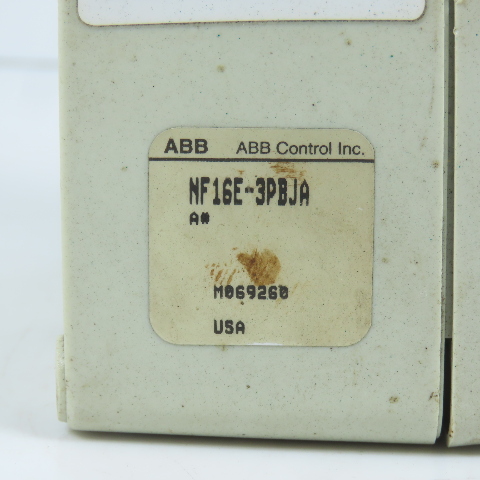 ABB ABB Control Inc.
NF16E-3PBJA
A#
M069260
USA